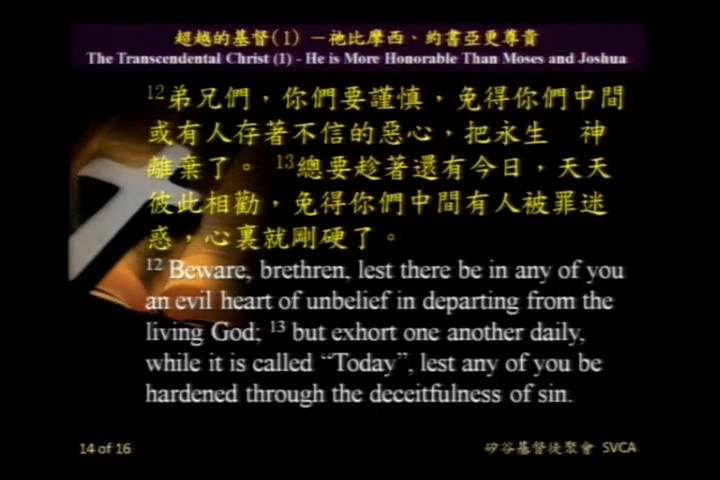 超越的基督(1) －祂比摩西、約書亞更尊貴
The Transcendental Christ (1) - He is More Honorable Than Moses and Joshua
12弟兄們，你們要謹慎，免得你們中間
或有人存著不信的惡心，把永生　神
離棄了。 13總要趁著還有今日，天天
彼此相勸，免得你們中間有人被罪迷
惑，心裏就剛硬了。
12 Beware, brethren, lest there be in any of you
an evil heart of unbelief in departing from the
living God; 13 but exhort one another daily,
while it is called “Today”, lest any of you be
hardened through the deceitfulness of sin.
14 of 16
矽谷基督徒聚會 SVCA